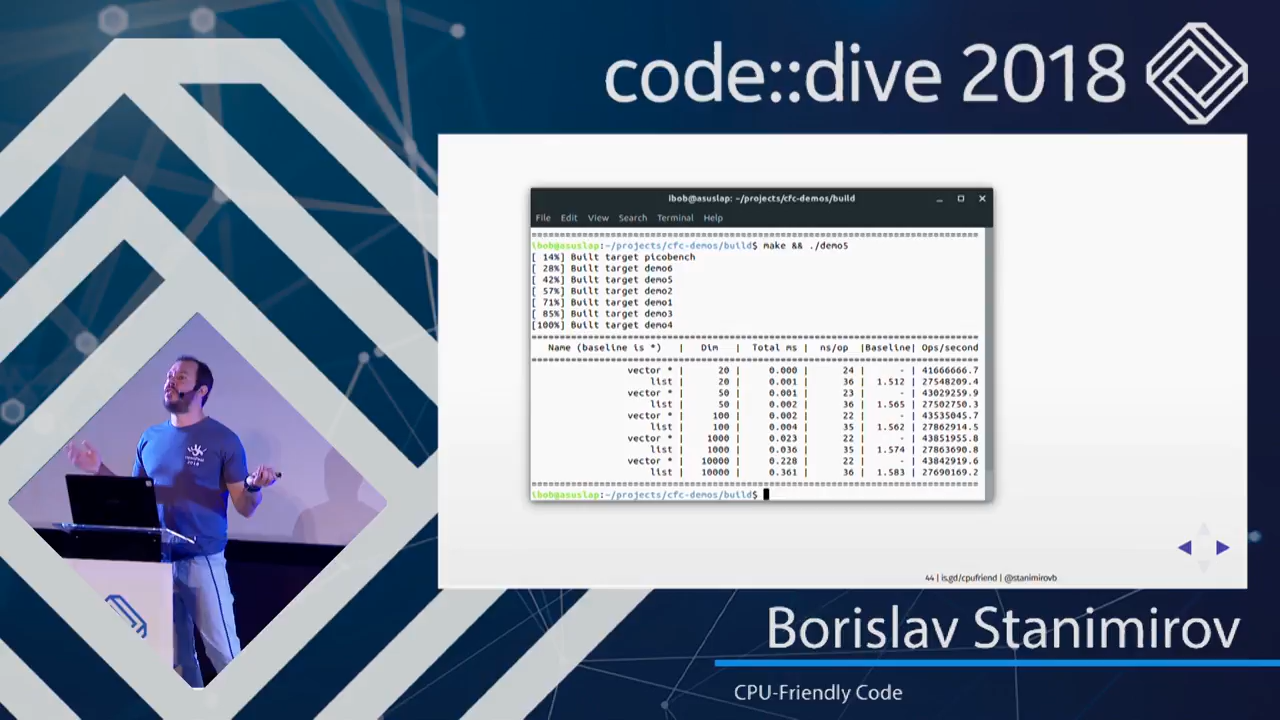 code::dive 2018
ibob@asuslap: ~/projects/cfc-demos/build
File Edit View Search Terminal Help
===============================================================================
ibob@asuslap:~/projects/cfc-demos/build$ make && ./demo5
[ 14%] Built target picobench
[ 28%] Built target demo6
[ 42%] Built target demo5
[ 57%] Built target demo2
[ 71%] Built target demo1
[ 85%] Built target demo3
[100%] Built target demo4
===============================================================================
Name (baseline is *) | Dim | Total ms | ns/op |Baseline| Ops/second
===============================================================================
vector * | 20 | 0.000 | 24 | - | 41666666.7
list | 20 | 0.001 | 36 | 1.512 | 27548209.4
vector * | 50 | 0.001 | 23 | - | 43029259.9
list | 50 | 0.002 | 36 | 1.565 | 27502750.3
vector * | 100 | 0.002 | 22 | - | 43535045.7
list | 100 | 0.004 | 35 | 1.562 | 27862914.5
vector * | 1000 | 0.023 | 22 | - | 43851955.8
list | 1000 | 0.036 | 35 | 1.574 | 27863690.8
vector * | 10000 | 0.228 | 22 | - | 43842919.6
list | 10000 | 0.361 | 36 | 1.583 | 27690169.2
===============================================================================
ibob@asuslap:~/projects/cfc-demos/build$
44 | is.gd/cpufriend | @stanimirovb
Borislav Stanimirov
CPU-Friendly Code